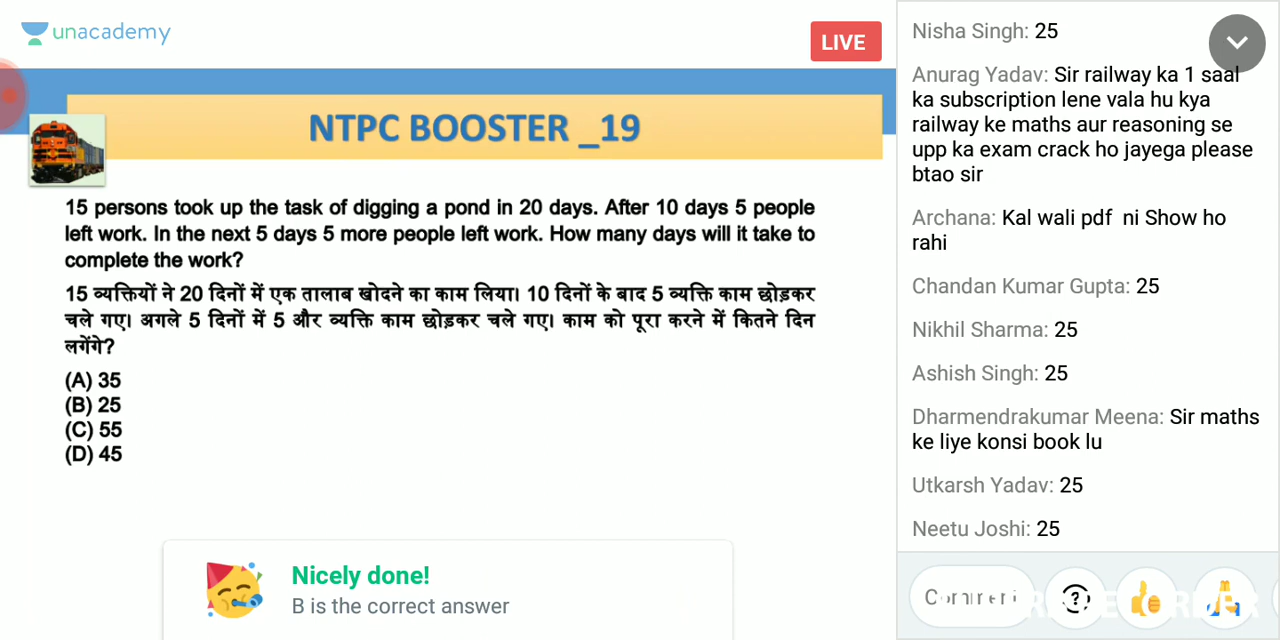 unacademy
LIVE
NTPC BOOSTER _19
15 persons took up the task of digging a pond in 20 days. After 10 days 5 people
left work. In the next 5 days 5 more people left work. How many days will it take to
complete the work?
15 व्यक्तियों ने 20 दिनों में एक तालाब खोदने का काम लिया। 10 दिनों के बाद 5 व्यक्ति काम छोड़कर
चले गए। अगले 5 दिनों में 5 और व्यक्ति काम छोड़कर चले गए। काम को पूरा करने में कितने दिन
लगेंगे?
(A) 35
(B) 25
(C) 55
(D) 45
Nicely done!
B is the correct answer
Nisha Singh: 25
Anurag Yadav: Sir railway ka 1 saal
ka subscription lene vala hu kya
railway ke maths aur reasoning se
upp ka exam crack ho jayega please
btao sir
Archana: Kal wali pdf ni Show ho
rahi
Chandan Kumar Gupta: 25
Nikhil Sharma: 25
Ashish Singh: 25
Dharmendrakumar Meena: Sir maths
ke liye konsi book lu
Utkarsh Yadav: 25
Neetu Joshi: 25